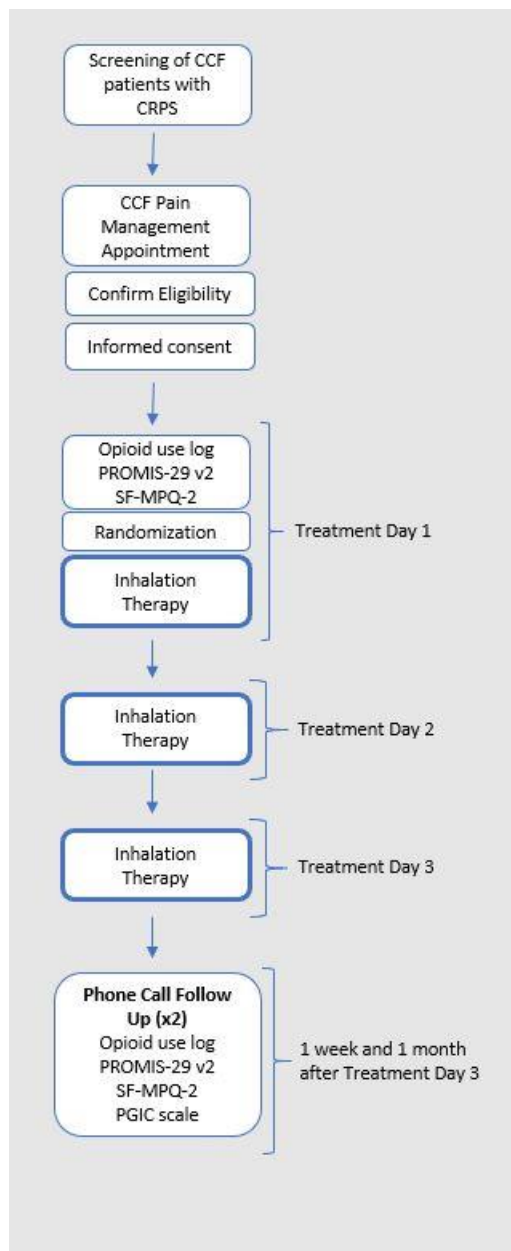 Screening of CCF
patients with
CRPS
CCF Pain
Management
Appointment
Confirm Eligibility
Informed consent
Opioid use log
PROMIS-29 v2
SF-MPQ-2
Randomization
Treatment Day 1
Inhalation
Therapy
Inhalation
Therapy
Treatment Day 2
Inhalation
Therapy
Treatment Day 3
Phone Call Follow
Up (x2)
Opioid use log
PROMIS-29 v2
SF-MPQ-2
PGIC scale
1 week and 1 month
after Treatment Day 3